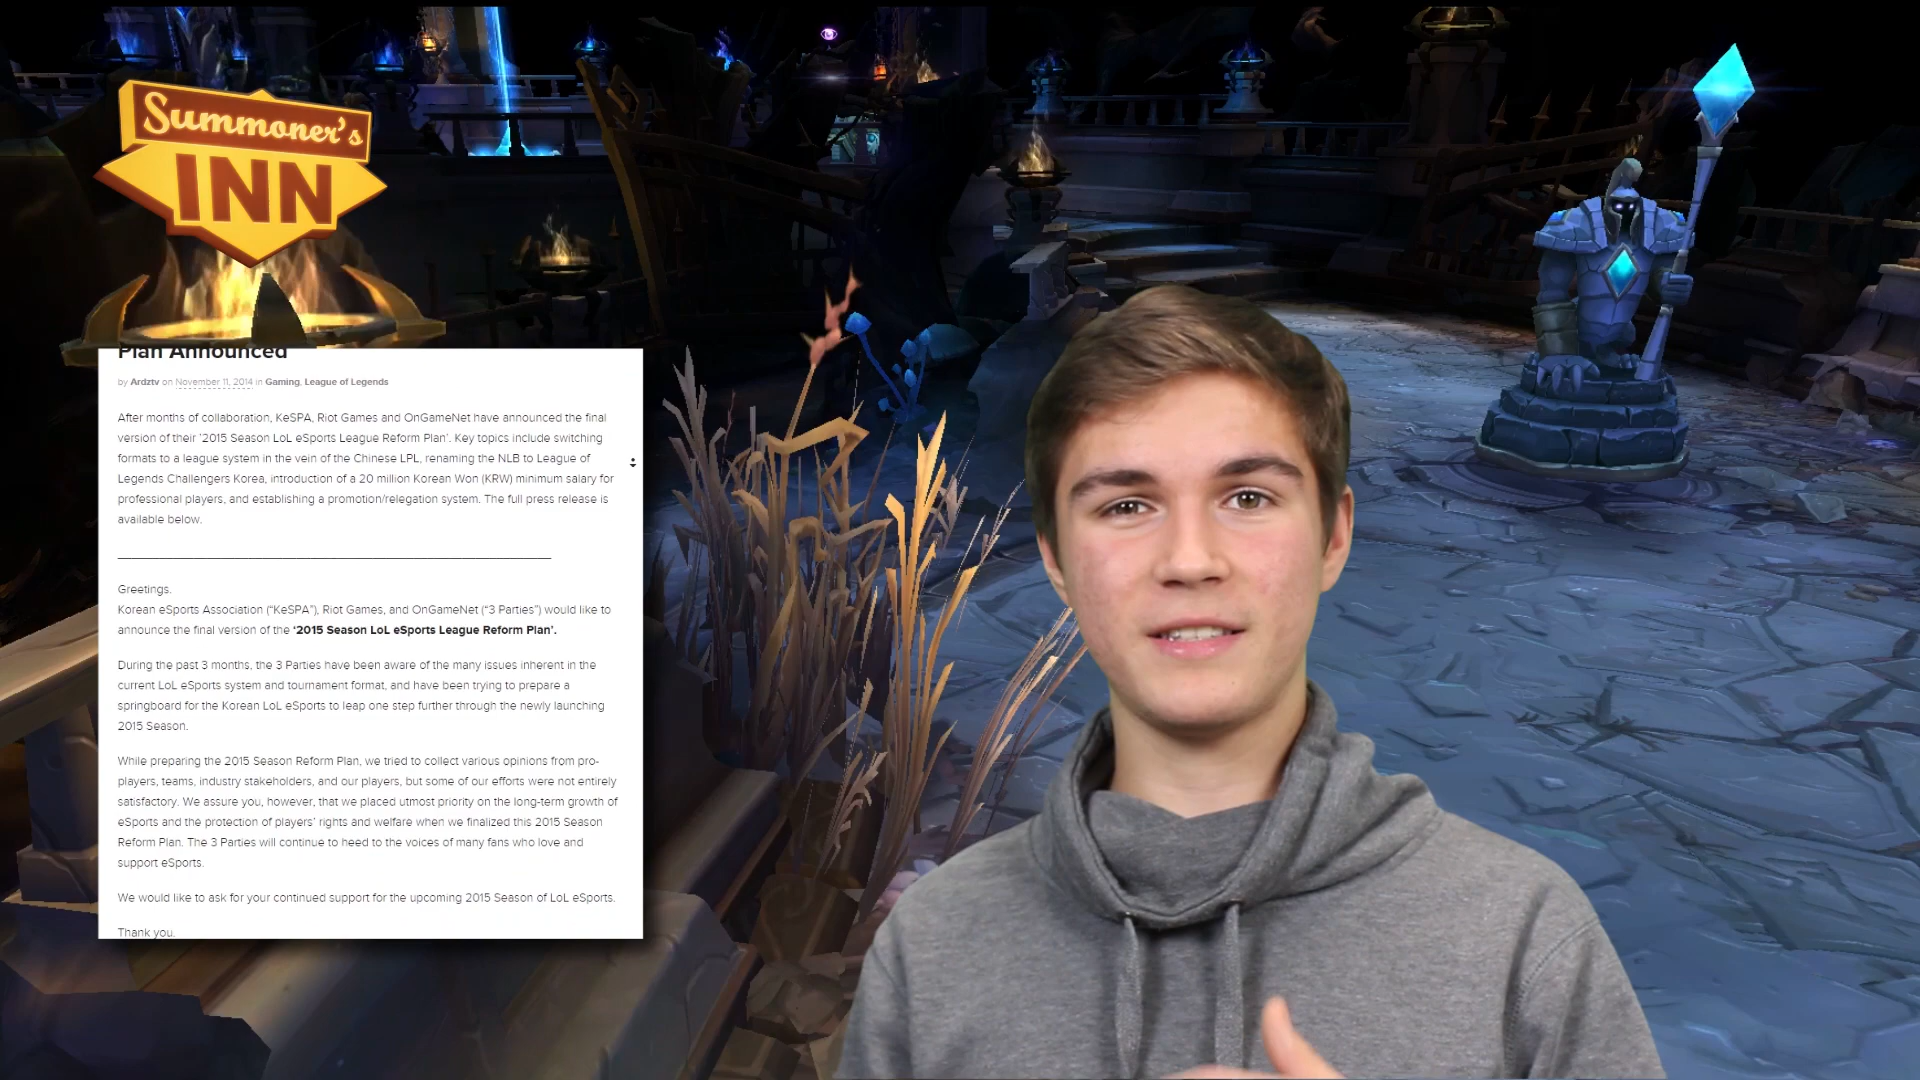 Summoner's
INN
Plan Announced
by Ardztv on November 11, 2014 in Gaming, League of Legends
After months of collaboration, KeSPA, Riot Games and OnGameNet have announced the final
version of their '2015 Season LoL eSports League Reform Plan'. Key topics include switching
formats to a league system in the vein of the Chinese LPL, renaming the NLB to League of
Legends Challengers Korea, introduction of a 20 million Korean Won (KRW) minimum salary for
professional players, and establishing a promotion/relegation system. The full press release is
available below.
Greetings.
Korean eSports Association (“KeSPA”), Riot Games, and OnGameNet (“3 Parties”) would like to
announce the final version of the ‘2015 Season LoL eSports League Reform Plan’.
During the past 3 months, the 3 Parties have been aware of the many issues inherent in the
current LoL eSports system and tournament format, and have been trying to prepare a
springboard for the Korean LoL eSports to leap one step further through the newly launching
2015 Season.
While preparing the 2015 Season Reform Plan, we tried to collect various opinions from pro-
players, teams, industry stakeholders, and our players, but some of our efforts were not entirely
satisfactory. We assure you, however, that we placed utmost priority on the long-term growth of
eSports and the protection of players’ rights and welfare when we finalized this 2015 Season
Reform Plan. The 3 Parties will continue to heed to the voices of many fans who love and
support eSports.
We would like to ask for your continued support for the upcoming 2015 Season of LoL eSports.
Thank you.